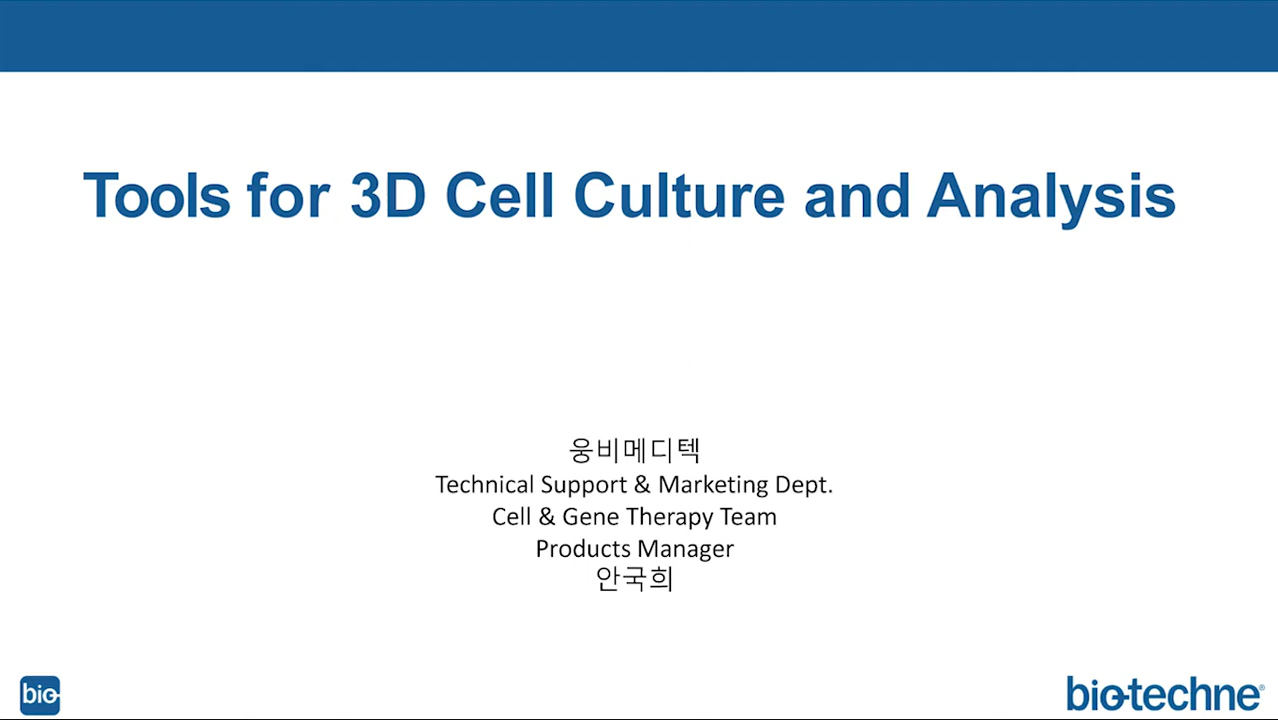 Tools for 3D Cell Culture and Analysis
웅비메디텍
Technical Support & Marketing Dept.
Cell & Gene Therapy Team
Products Manager
안국희
bio
bio-techne®